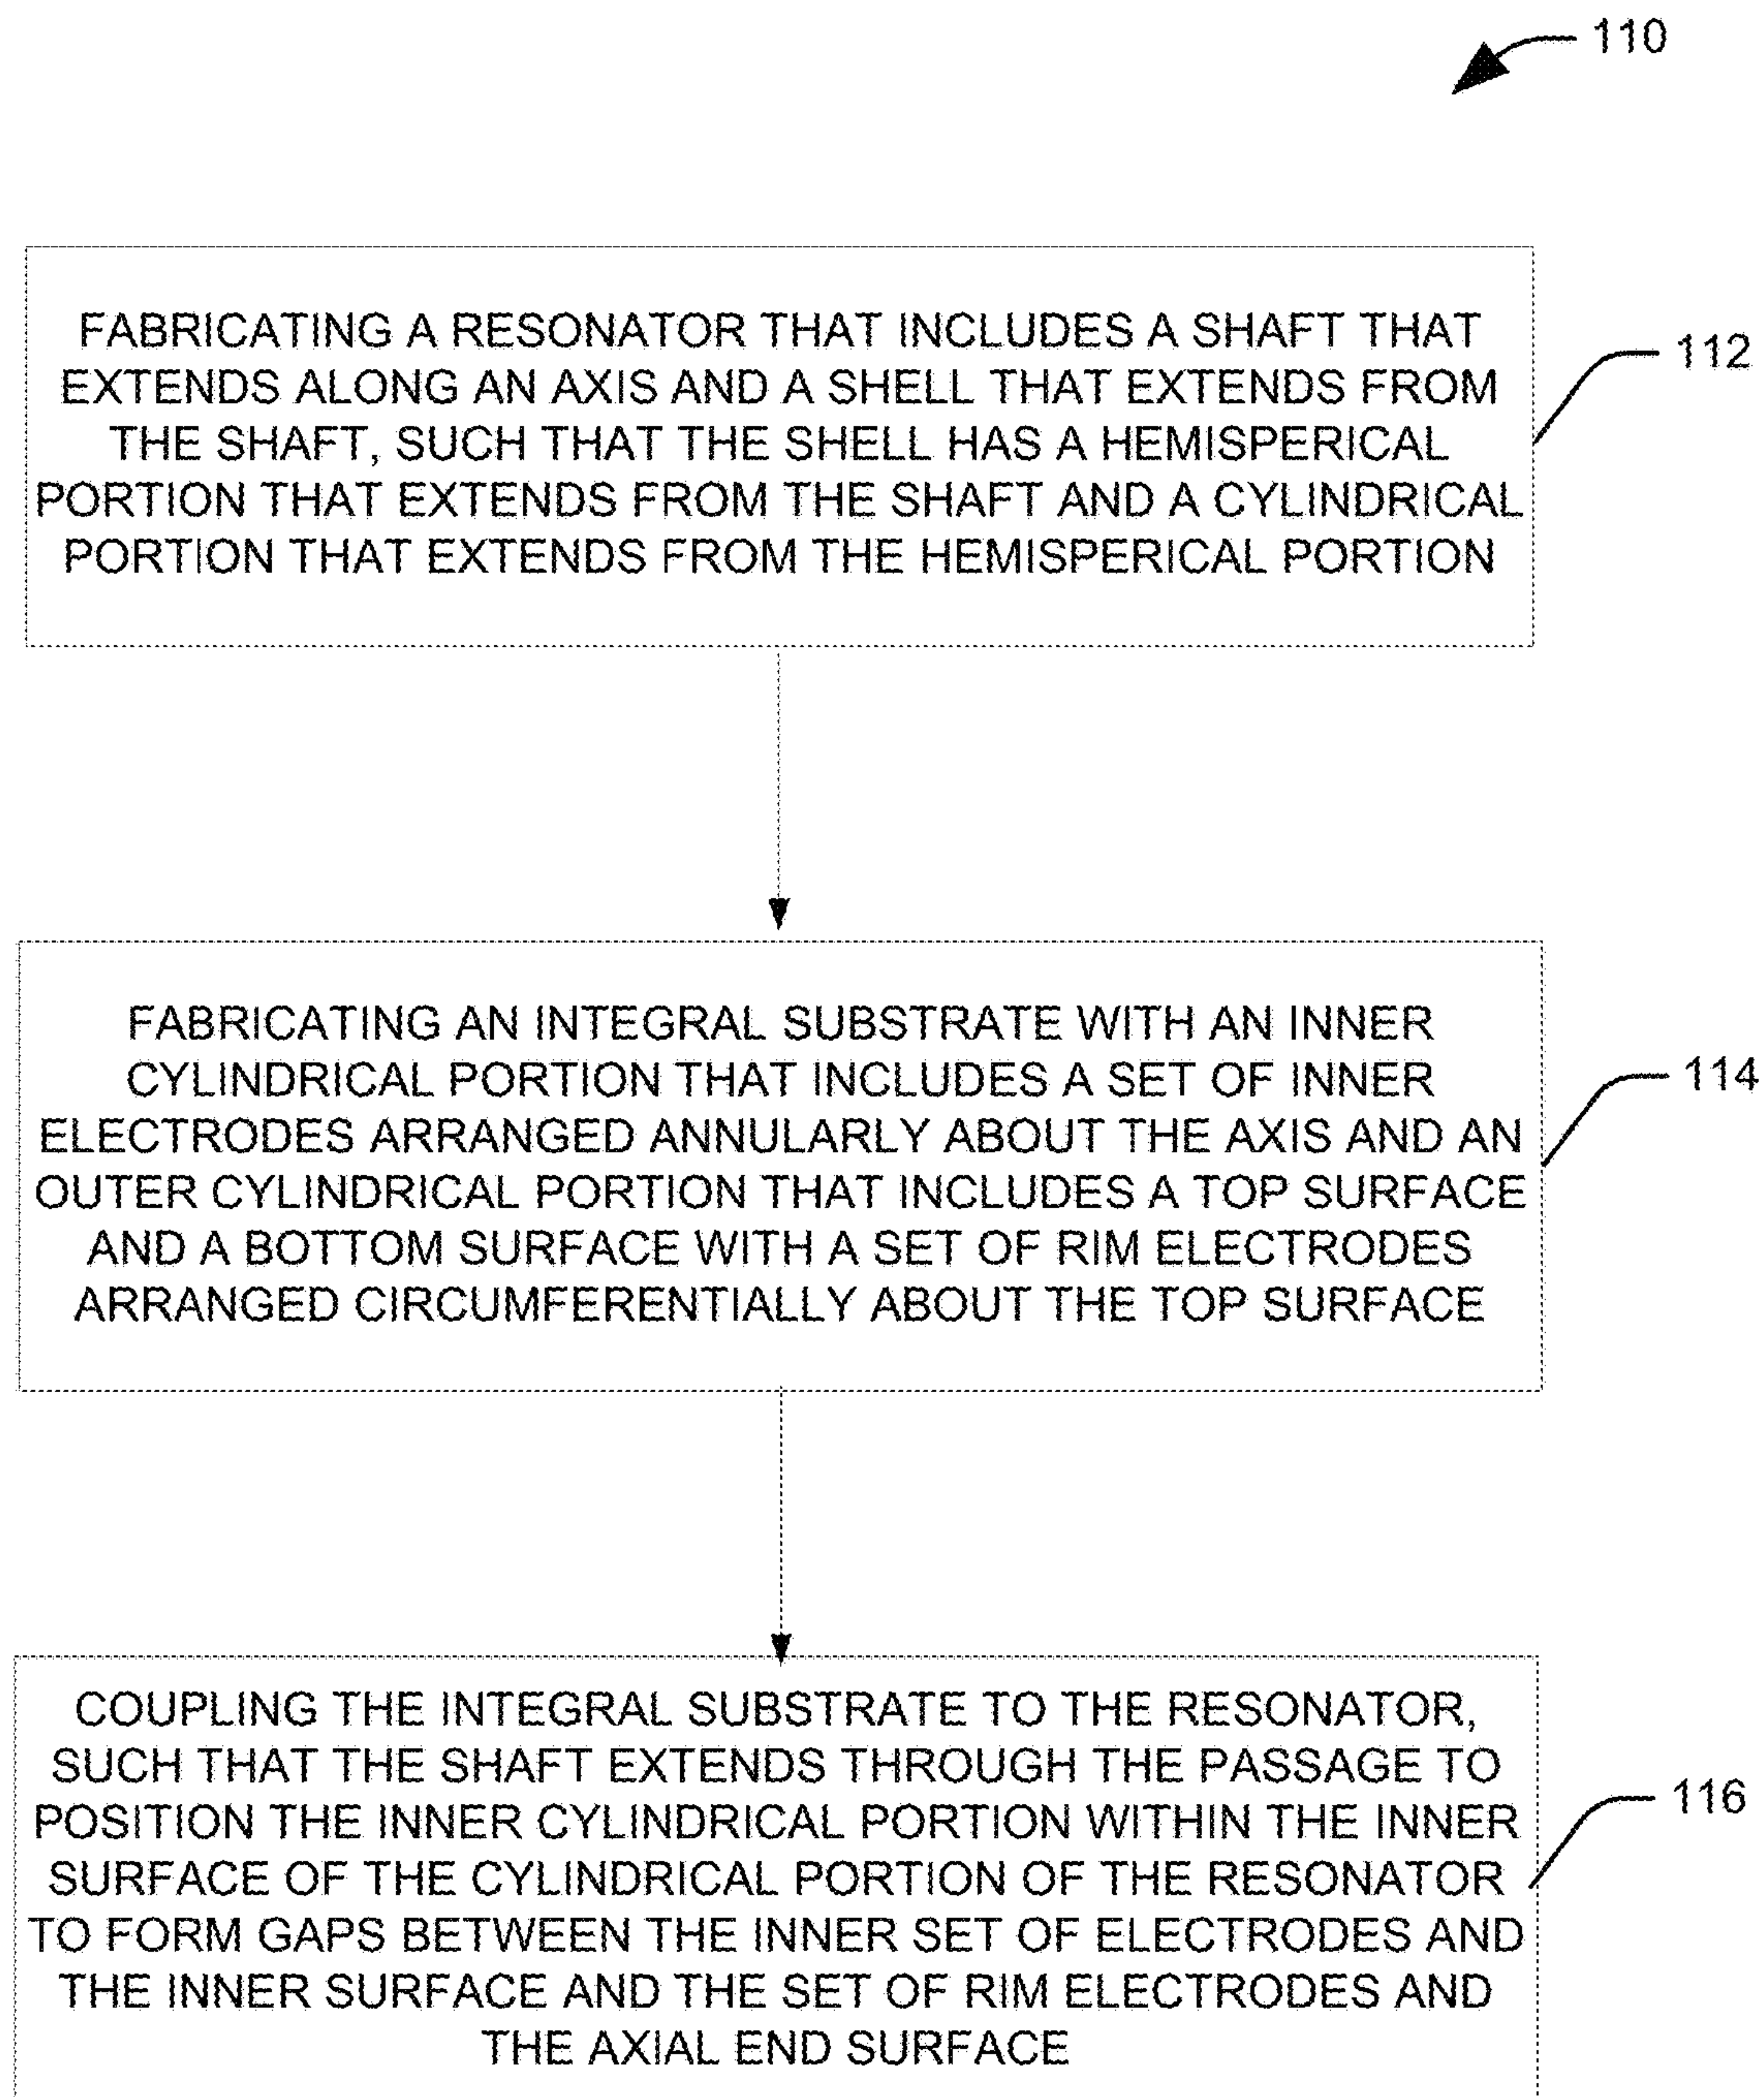 110
FABRICATING A RESONATOR THAT INCLUDES A SHAFT THAT
EXTENDS ALONG AN AXIS AND A SHELL THAT EXTENDS FROM
THE SHAFT, SUCH THAT THE SHELL HAS A HEMISPERICAL
PORTION THAT EXTENDS FROM THE SHAFT AND A CYLINDRICAL
PORTION THAT EXTENDS FROM THE HEMISPERICAL PORTION
112
FABRICATING AN INTEGRAL SUBSTRATE WITH AN INNER
CYLINDRICAL PORTION THAT INCLUDES A SET OF INNER
ELECTRODES ARRANGED ANNULARLY ABOUT THE AXIS AND AN
OUTER CYLINDRICAL PORTION THAT INCLUDES A TOP SURFACE
AND A BOTTOM SURFACE WITH A SET OF RIM ELECTRODES
ARRANGED CIRCUMFERENTIALLY ABOUT THE TOP SURFACE
114
COUPLING THE INTEGRAL SUBSTRATE TO THE RESONATOR,
SUCH THAT THE SHAFT EXTENDS THROUGH THE PASSAGE TO
POSITION THE INNER CYLINDRICAL PORTION WITHIN THE INNER
SURFACE OF THE CYLINDRICAL PORTION OF THE RESONATOR
TO FORM GAPS BETWEEN THE INNER SET OF ELECTRODES AND
THE INNER SURFACE AND THE SET OF RIM ELECTRODES AND
THE AXIAL END SURFACE
116